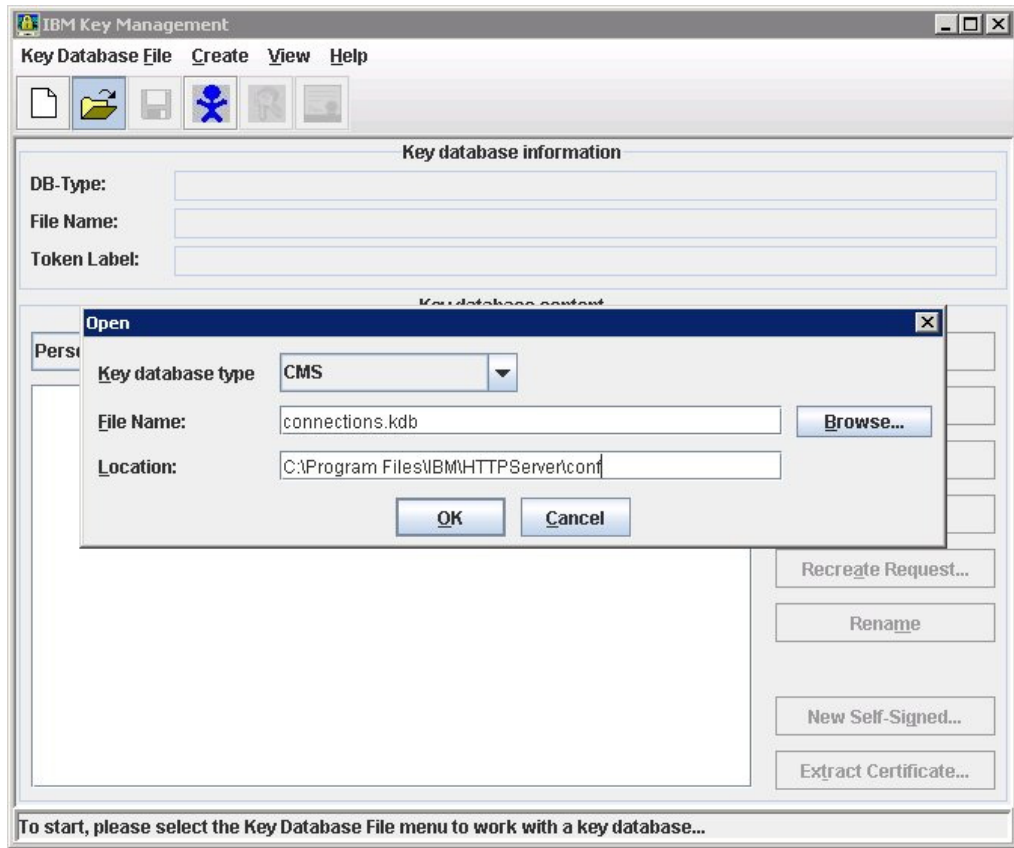 IBM Key Management
Key Database File Create View Help
Key database information
DB-Type:
File Name:
Token Label:
Key database content
Open
Key database type CMS
File Name: connections.kdb Browse...
Location: C:\Program Files\IBM\HTTPServer\conf
OK Cancel
Recreate Request...
Rename
New Self-Signed...
Extract Certificate...
To start, please select the Key Database File menu to work with a key database...